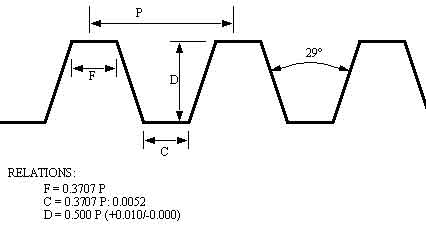 P
F
D
29°
C
RELATIONS:
F = 0.3707 P
C = 0.3707 P: 0.0052
D = 0.500 P (+0.010/-0.000)